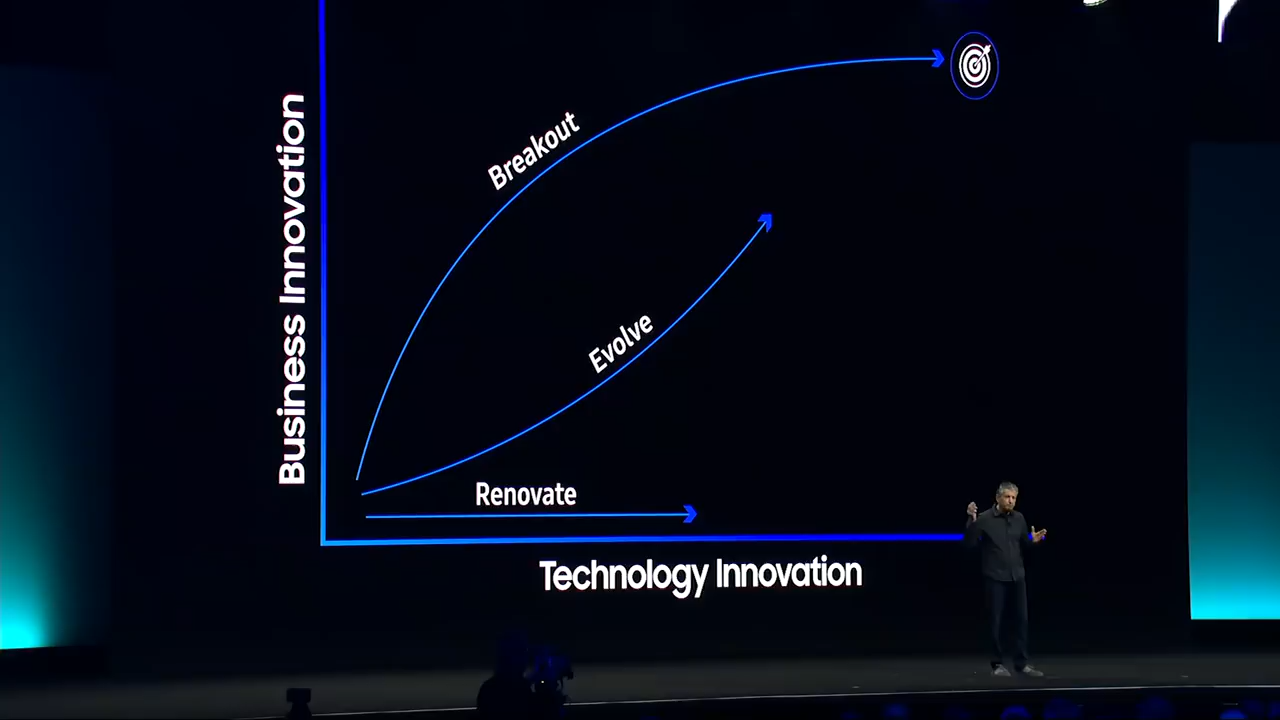 Business Innovation
Breakout
Evolve
Renovate
Technology Innovation